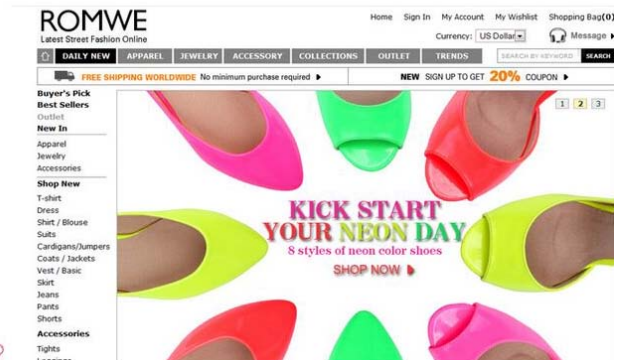 ROMWE
Latest Street Fashion Online
Home Sign In My Account My Wishlist Shopping Bag(0)
Currency: US Dollar Message
DAILY NEW APPAREL JEWELRY ACCESSORY COLLECTIONS OUTLET TRENDS SEARCH BY KEYWORD SEARCH
FREE SHIPPING WORLDWIDE No minimum purchase required NEW SIGN UP TO GET 20% COUPON
Buyer's Pick
Best Sellers
Outlet
New In
Apparel
Jewelry
Accessories
Shop New
T-shirt
Dress
Shirt / Blouse
Suits
Cardigans/Jumpers
Coats / Jackets
Vest / Basic
Skirt
Jeans
Pants
Shorts
Accessories
Tights
1 2 3
KICK START
YOUR NEON DAY
8 styles of neon color shoes
SHOP NOW